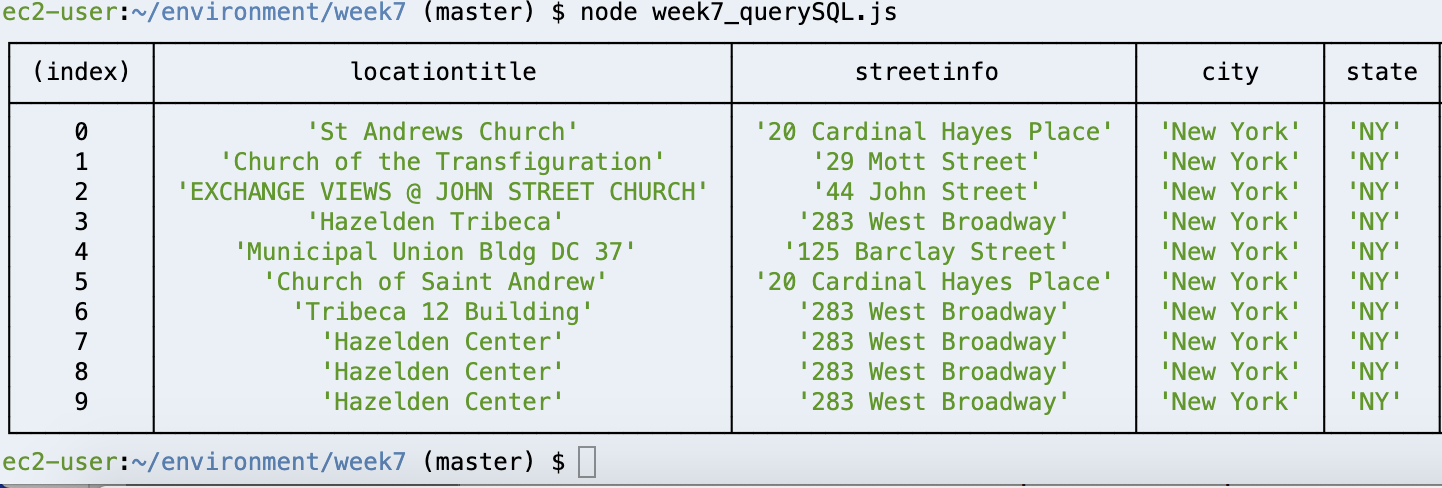 ec2-user:~/environment/week7 (master) $ node week7_querySQL.js
(index) locationtitle streetinfo city state
0 'St Andrews Church' '20 Cardinal Hayes Place' 'New York' 'NY'
1 'Church of the Transfiguration' '29 Mott Street' 'New York' 'NY'
2 'EXCHANGE VIEWS @ JOHN STREET CHURCH' '44 John Street' 'New York' 'NY'
3 'Hazelden Tribeca' '283 West Broadway' 'New York' 'NY'
4 'Municipal Union Bldg DC 37' '125 Barclay Street' 'New York' 'NY'
5 'Church of Saint Andrew' '20 Cardinal Hayes Place' 'New York' 'NY'
6 'Tribeca 12 Building' '283 West Broadway' 'New York' 'NY'
7 'Hazelden Center' '283 West Broadway' 'New York' 'NY'
8 'Hazelden Center' '283 West Broadway' 'New York' 'NY'
9 'Hazelden Center' '283 West Broadway' 'New York' 'NY'
ec2-user:~/environment/week7 (master) $